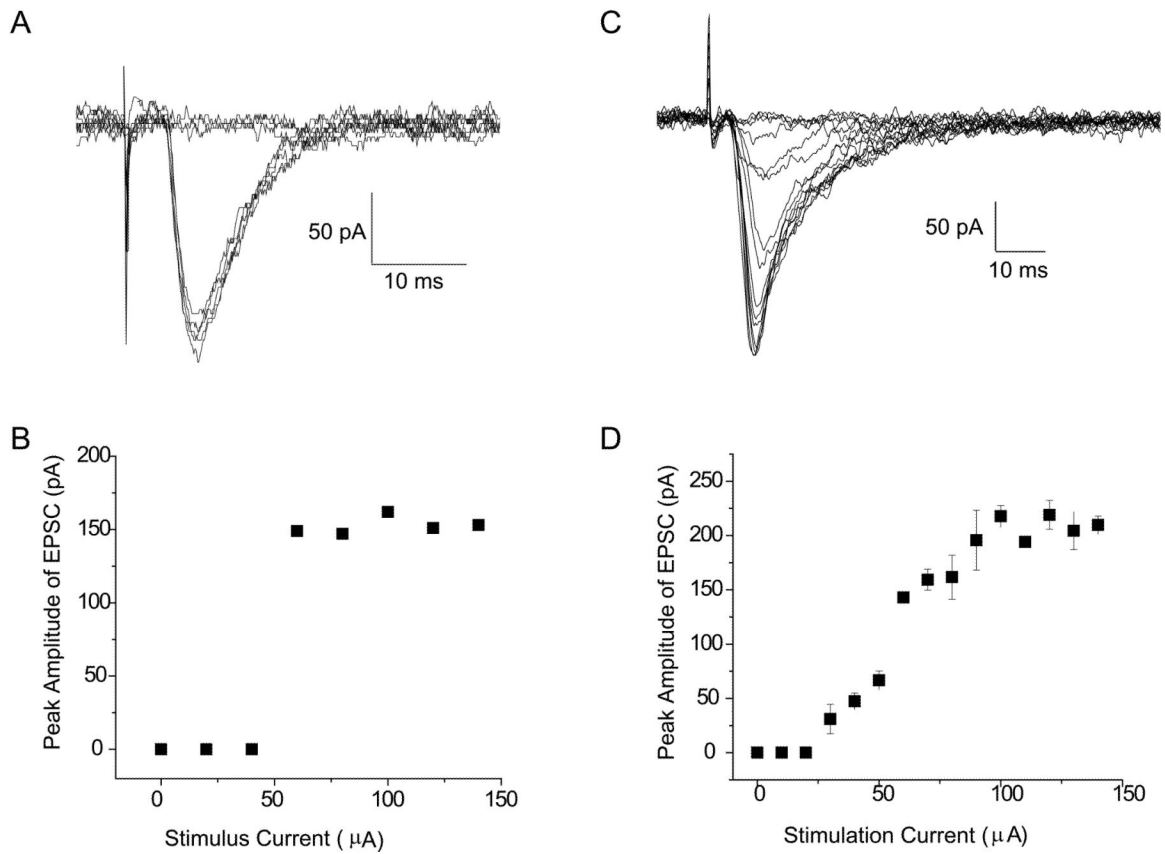 A
50 pA
10 ms
C
50 pA
10 ms
B
Peak Amplitude of EPSC (pA)
200
150
100
50
0
0
50
100
150
Stimulus Current ( μA)
D
Peak Amplitude of EPSC (pA)
250
200
150
100
50
0
0
50
100
150
Stimulation Current (μA)